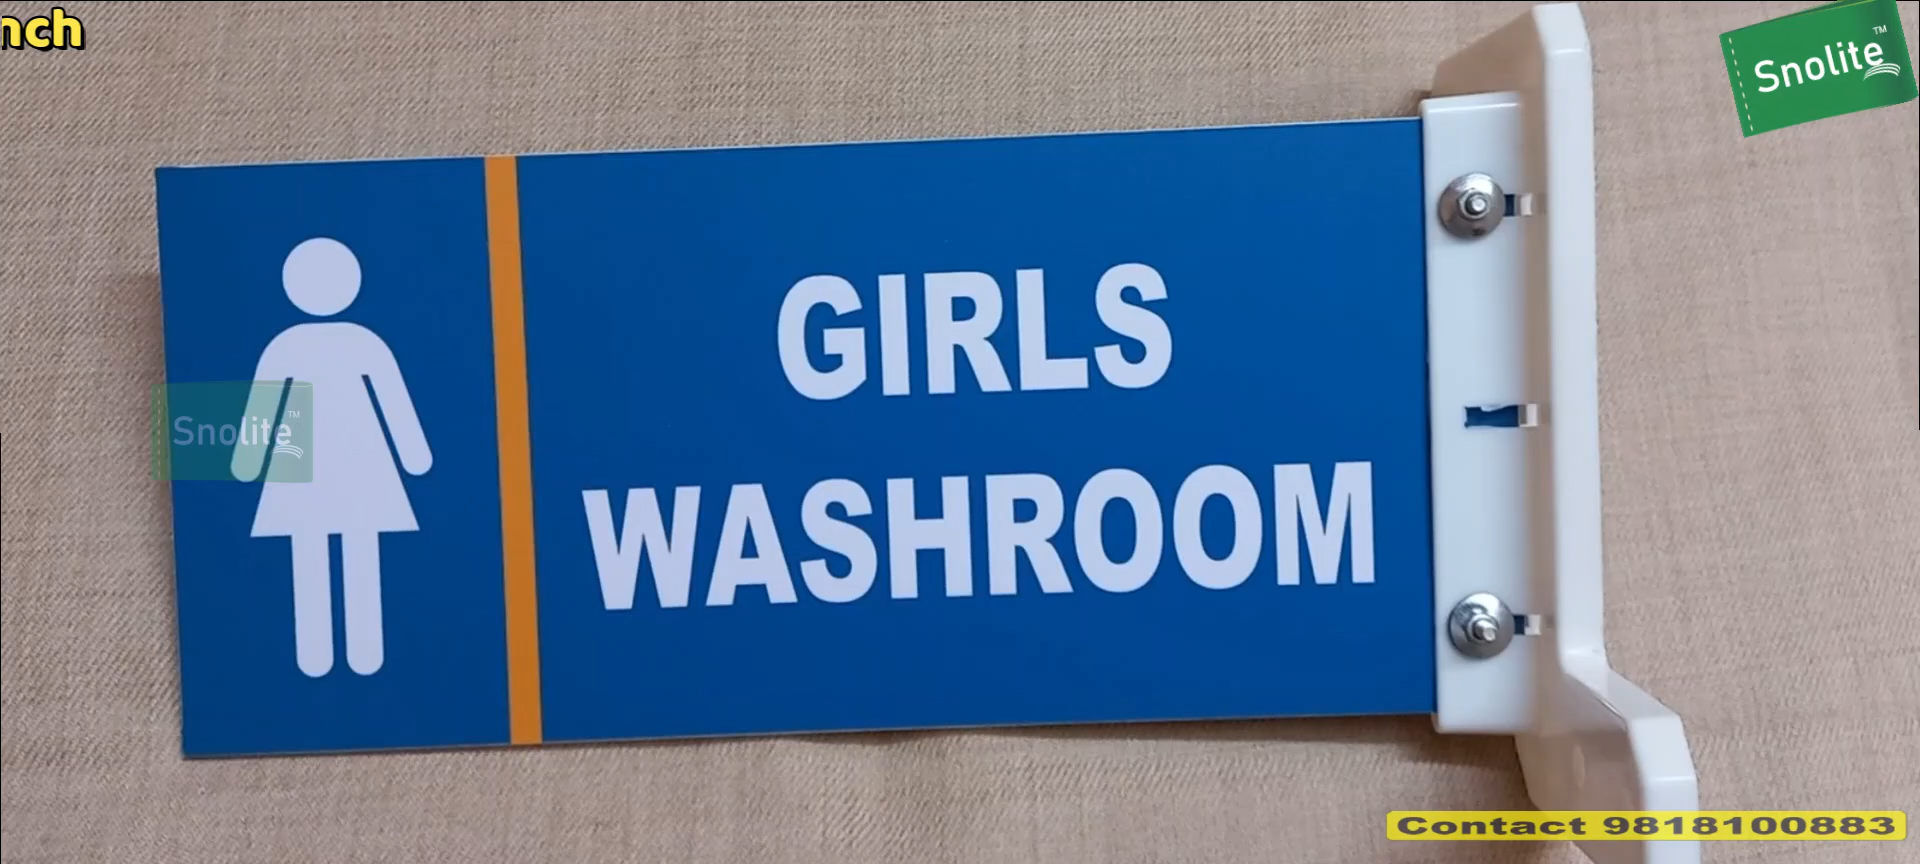 nch
Snolite™
GIRLS
Snolite™
WASHROOM
Contact 9818100883